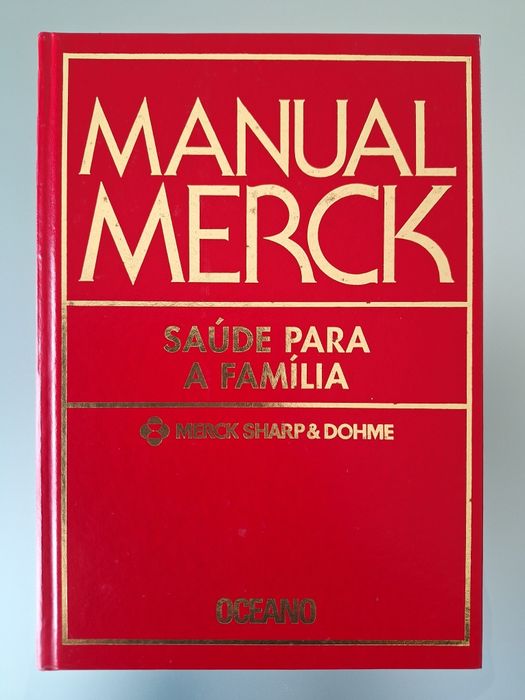 MANUAL
MERCK
SAÚDE PARA
A FAMÍLIA
MERCK SHARP & DOHME
OCEANO